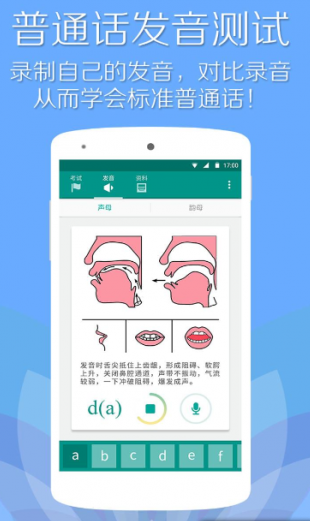 普通话发音测试
录制自己的发音，对比录音
从而学会标准普通话！
17:00
考试 发音 资料
声母 韵母
发音时舌尖抵住上齿龈，形成阻碍、软腭
上升，关闭鼻腔通道，声带不振动，气流
较弱，一下冲破阻碍，爆发成声。
d(a)
a b c d e